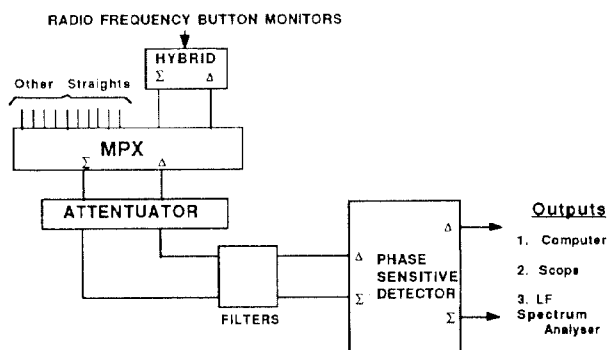 RADIO FREQUENCY BUTTON MONITORS
HYBRID
Σ Δ
Other Straights
MPX
Σ Δ
ATTENTUATOR
FILTERS
Δ
Σ
PHASE
SENSITIVE
DETECTOR
Δ
Σ
Outputs
1. Computer
2. Scope
3. LF
Spectrum
Analyser